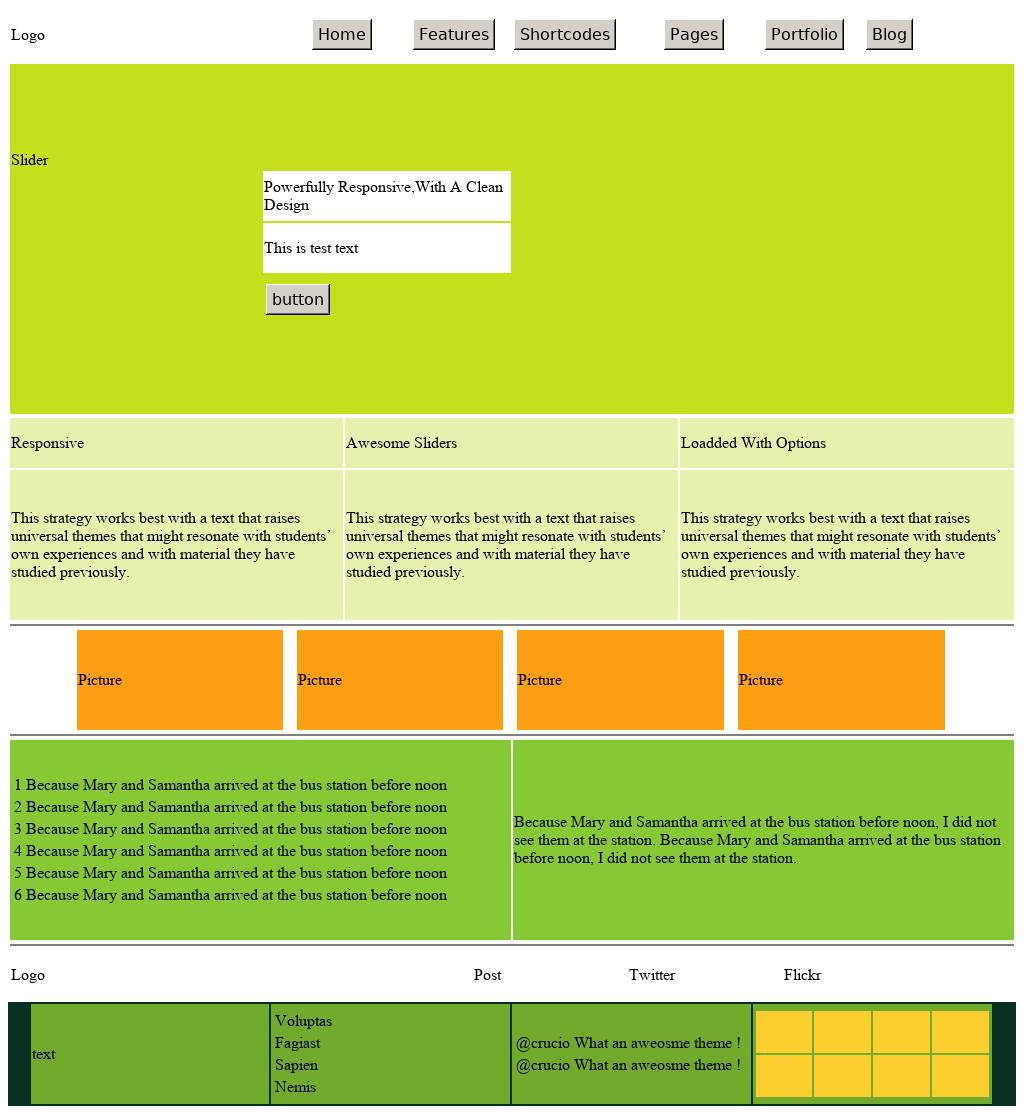 Logo Home Features Shortcodes Pages Portfolio Blog
Slider
Powerfully Responsive,With A Clean
Design
This is test text
button
Responsive Awesome Sliders Loadded With Options
This strategy works best with a text that raises
universal themes that might resonate with students’
own experiences and with material they have
studied previously.
This strategy works best with a text that raises
universal themes that might resonate with students’
own experiences and with material they have
studied previously.
This strategy works best with a text that raises
universal themes that might resonate with students’
own experiences and with material they have
studied previously.
Picture Picture Picture Picture
1 Because Mary and Samantha arrived at the bus station before noon
2 Because Mary and Samantha arrived at the bus station before noon
3 Because Mary and Samantha arrived at the bus station before noon
4 Because Mary and Samantha arrived at the bus station before noon
5 Because Mary and Samantha arrived at the bus station before noon
6 Because Mary and Samantha arrived at the bus station before noon
Because Mary and Samantha arrived at the bus station before noon, I did not
see them at the station. Because Mary and Samantha arrived at the bus station
before noon, I did not see them at the station.
Logo Post Twitter Flickr
text
Voluptas
Fagiast
Sapien
Nemis
@crucio What an aweosme theme !
@crucio What an aweosme theme !